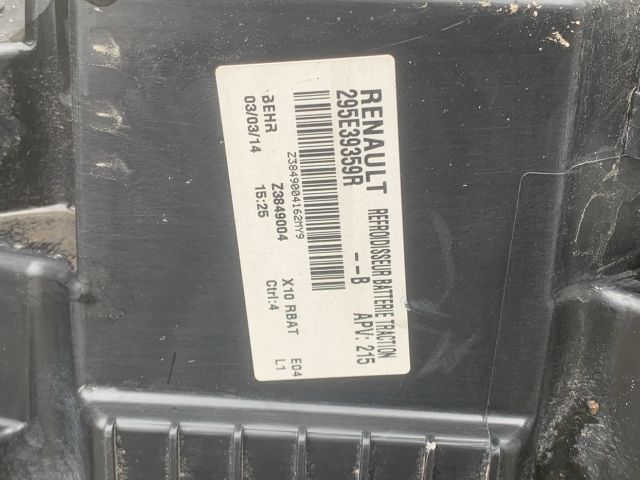 RENAULT REFROIDISSEUR BATTERIE TRACTION
295E39359R --B APV: 215
Z3849004162MY9
BEHR Z3849004 X10 RBAT E04
03/03/14 15:25 Ctrl:4 L1